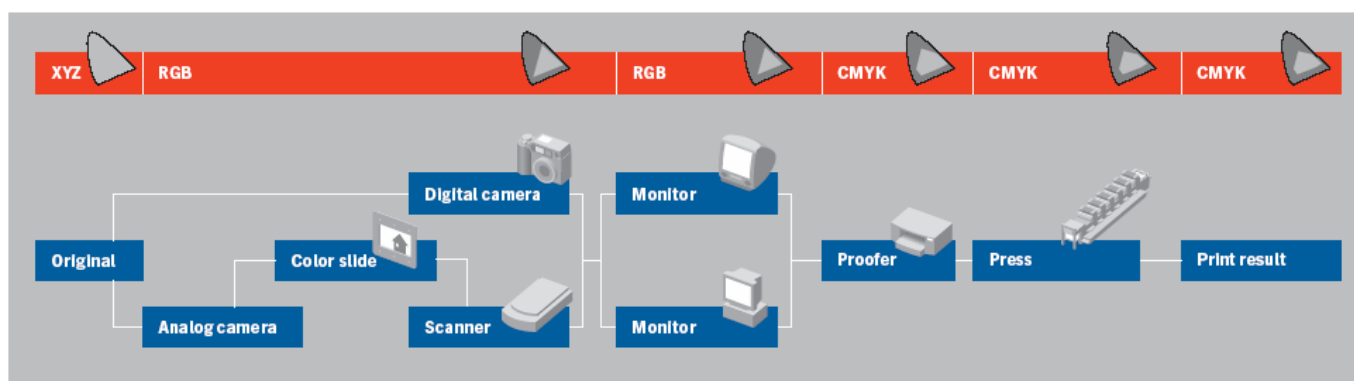 XYZ
RGB
RGB
CMYK
CMYK
CMYK
Digital camera
Monitor
Original
Color slide
Proofer
Press
Print result
Analog camera
Scanner
Monitor